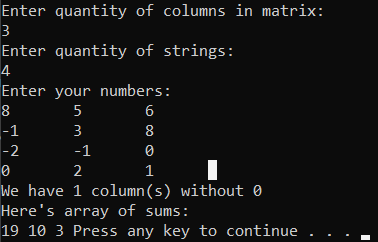 Enter quantity of columns in matrix:
3
Enter quantity of strings:
4
Enter your numbers:
8 5 6
-1 3 8
-2 -1 0
0 2 1
We have 1 column(s) without 0
Here's array of sums:
19 10 3 Press any key to continue . . .